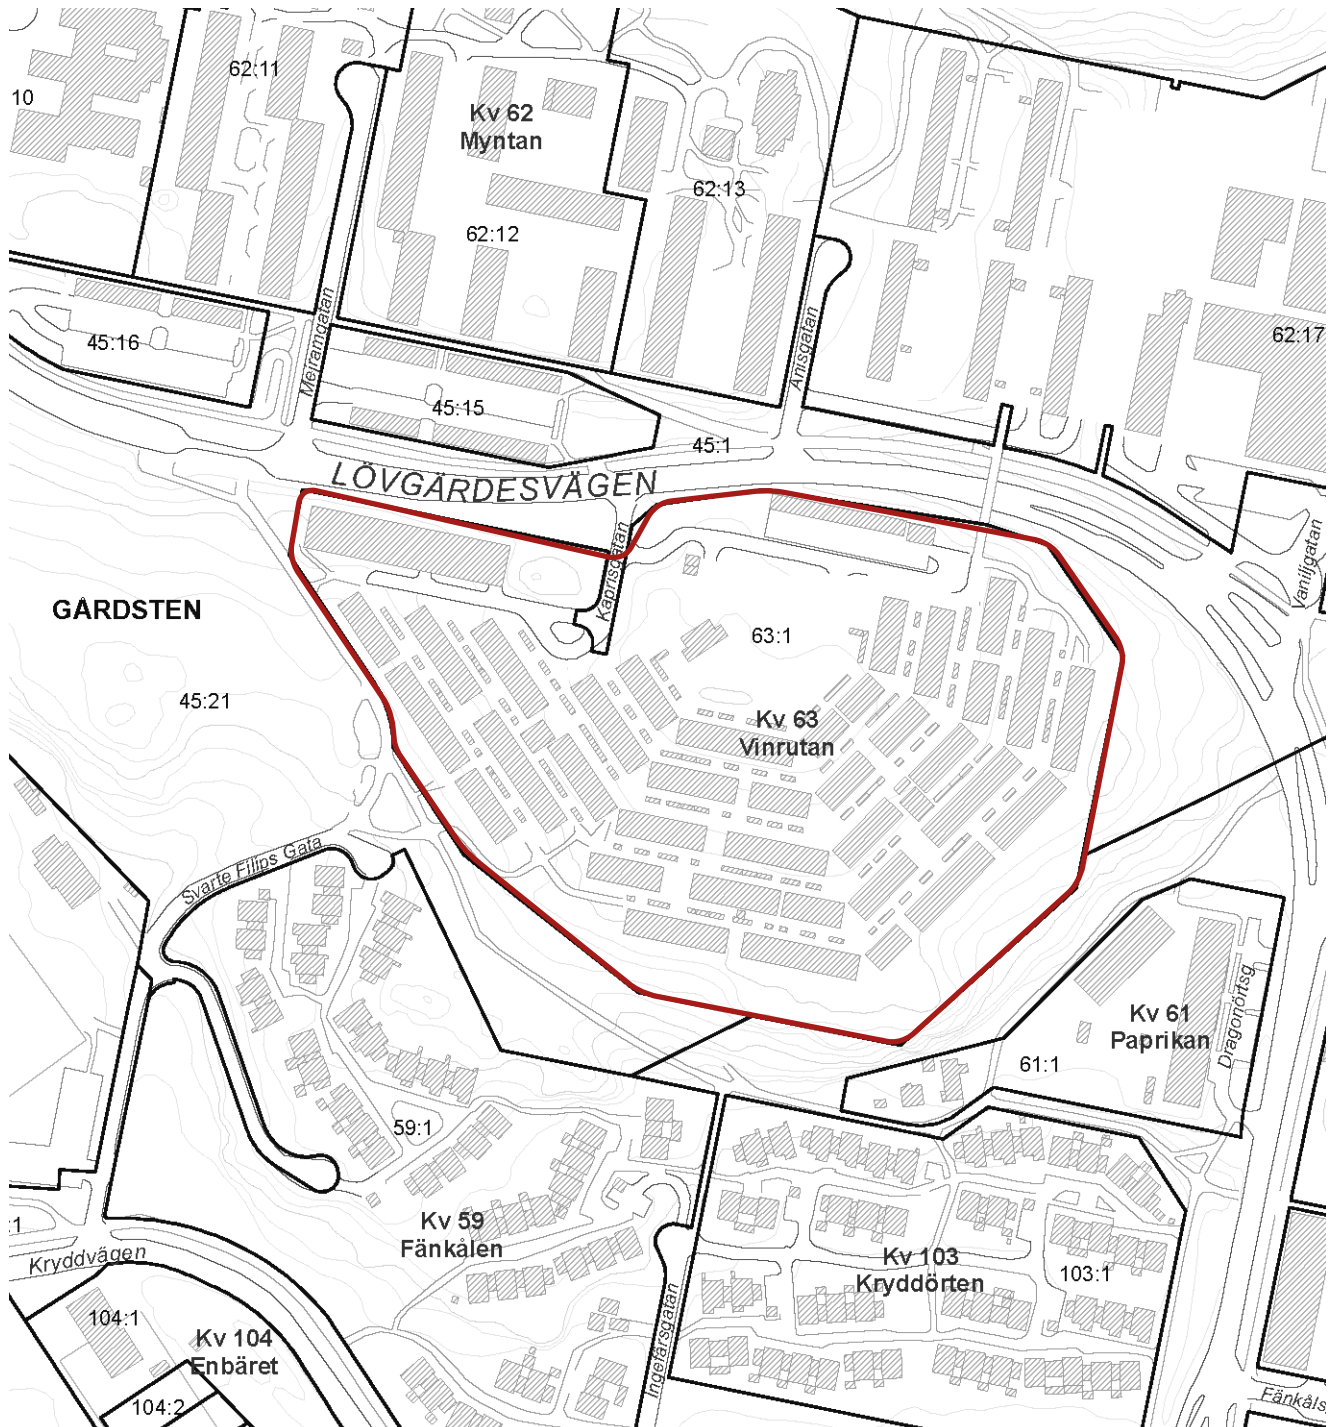 62:11
10
Kv 62
Myntan
62:13
62:12
Mejramgatan
45:16
Anisgatan
62:17
45:15
45:1
LÖVGÄRDESVÄGEN
Kaprisgatan
Vaniljgatan
GÅRDSTEN
63:1
45:21
Kv 63
Vinrutan
Svarte Filips Gata
Kv 61
Paprikan
Dragonörtsg
61:1
59:1
Kv 59
Fänkålen
:1
Kryddvägen
Kv 103
Kryddörten
103:1
Ingefärsgatan
104:1
Kv 104
Enbäret
104:2
Fänkåls